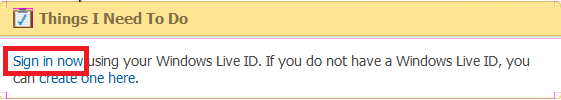 Things I Need To Do
Sign in now using your Windows Live ID. If you do not have a Windows Live ID, you
can create one here.